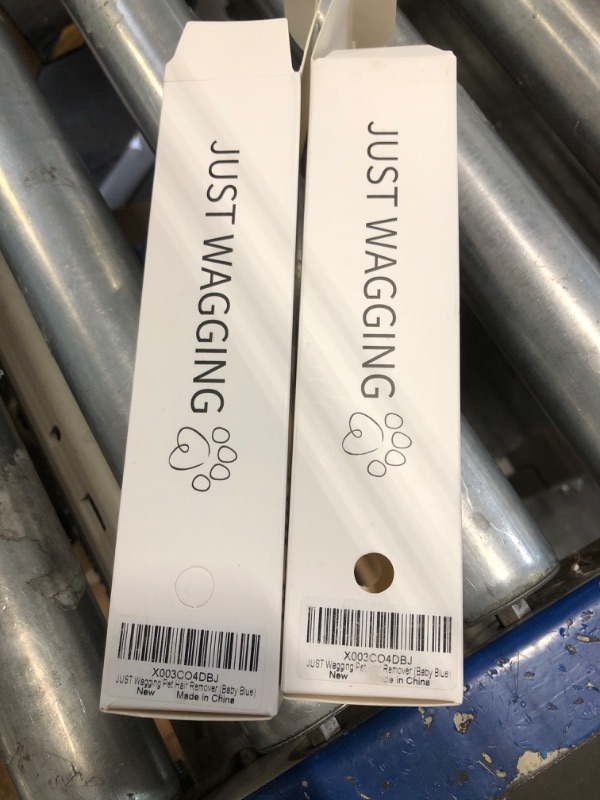 JUST WAGGING
X003CO4DBJ
JUST Wagging Pet Hair Remover (Baby Blue)
New
Made in China
JUST WAGGING
X003CO4DBJ
JUST Wagging Pet Remover (Baby Blue)
New
in China